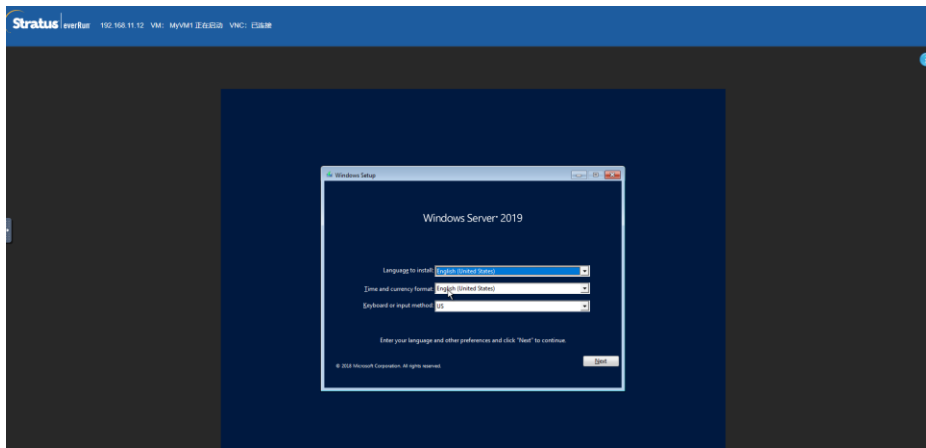 Stratus everRun 192.168.11.12 VM: MyVM1 正在启动 VNC: 已连接
Windows Setup
Windows Server 2019
Language to install: English (United States)
Time and currency format: English (United States)
Keyboard or input method: US
Enter your language and other preferences and click "Next" to continue.
© 2018 Microsoft Corporation. All rights reserved.
Next